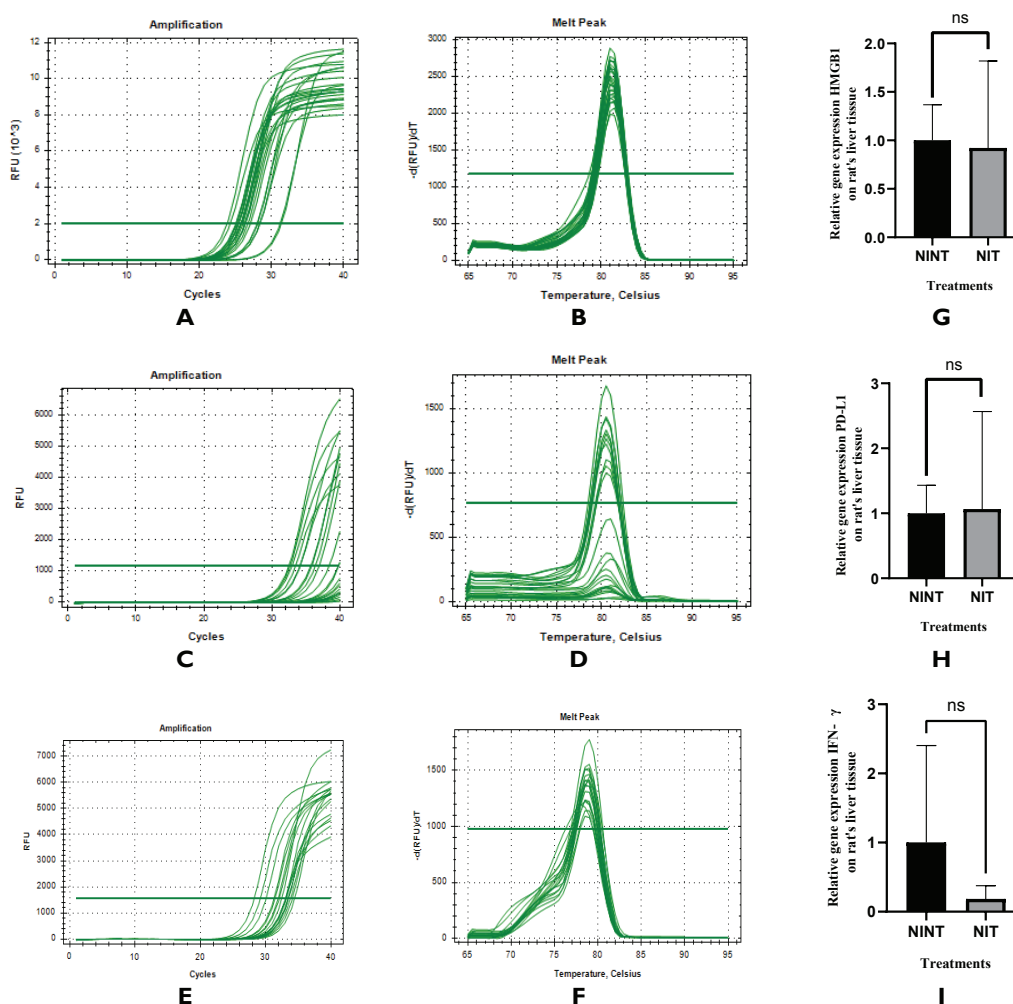 Amplification
RFU (10^3)
12
10
8
6
4
2
0
0
10
20
30
40
Cycles
A
Melt Peak
-d(RFU)/dT
3000
2500
2000
1500
1000
500
0
65
70
75
80
85
90
95
Temperature, Celsius
B
ns
Relative gene expression HMGB1
on rat's liver tisssue
2.0
1.5
1.0
0.5
0.0
NINT
NIT
Treatments
G
Amplification
RFU
6000
5000
4000
3000
2000
1000
0
0
10
20
30
40
Cycles
C
Melt Peak
-d(RFU)/dT
1500
1000
500
0
65
70
75
80
85
90
95
Temperature, Celsius
D
ns
Relative gene expression PD-L1
on rat's liver tisssue
3
2
1
0
NINT
NIT
Treatments
H
Amplification
RFU
7000
6000
5000
4000
3000
2000
1000
0
0
10
20
30
40
Cycles
E
Melt Peak
-d(RFU)/dT
1500
1000
500
0
65
70
75
80
85
90
95
Temperature, Celsius
F
ns
Relative gene expression IFN- γ
on rat's liver tisssue
3
2
1
0
NINT
NIT
Treatments
I